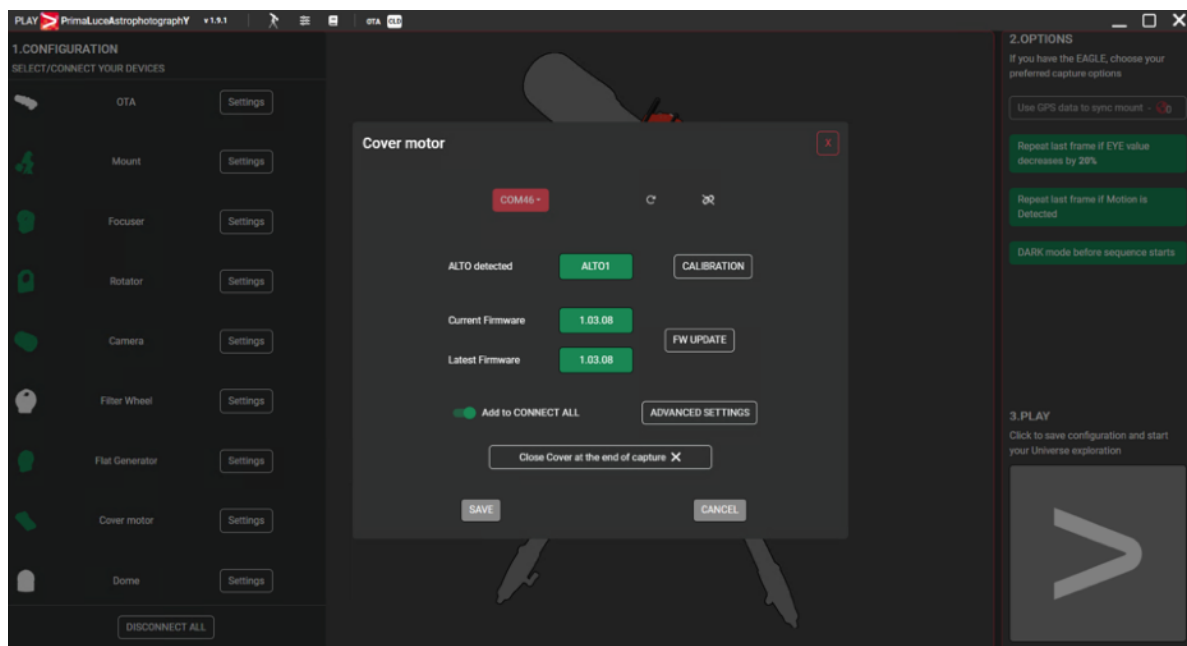 PLAY PrimaLuceAstrophotographY v 1.9.1 OTA CLD
1.CONFIGURATION
SELECT/CONNECT YOUR DEVICES
OTA Settings
Mount Settings
Focuser Settings
Rotator Settings
Camera Settings
Filter Wheel Settings
Flat Generator Settings
Cover motor Settings
Dome Settings
DISCONNECT ALL
Cover motor X
COM46
ALTO detected ALTO1 CALIBRATION
Current Firmware 1.03.08
FW UPDATE
Latest Firmware 1.03.08
Add to CONNECT ALL ADVANCED SETTINGS
Close Cover at the end of capture
SAVE CANCEL
2.OPTIONS
If you have the EAGLE, choose your
preferred capture options
Use GPS data to sync mount - 0
Repeat last frame if EYE value
decreases by 20%
Repeat last frame if Motion is
Detected
DARK mode before sequence starts
3.PLAY
Click to save configuration and start
your Universe exploration